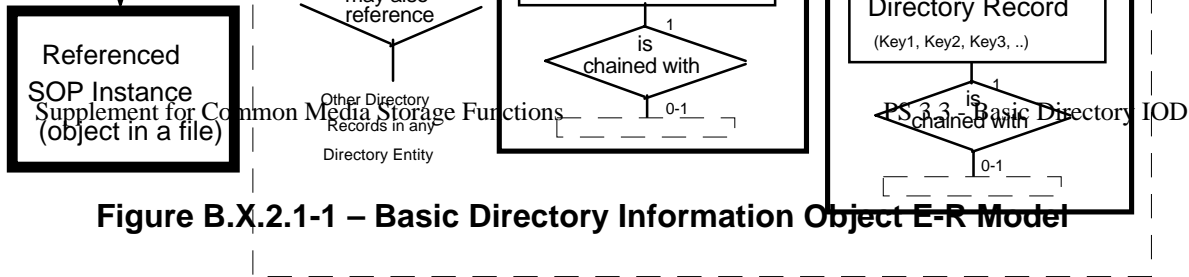 may also
reference
1
is
chained with
0-1
Directory Record
(Key1, Key2, Key3, ..)
1
is
chained with
0-1
Referenced
SOP Instance
(object in a file)
Other Directory
Records in any
Directory Entity
Supplement for Common Media Storage Functions
PS 3.3 - Basic Directory IOD
Figure B.X.2.1-1 – Basic Directory Information Object E-R Model